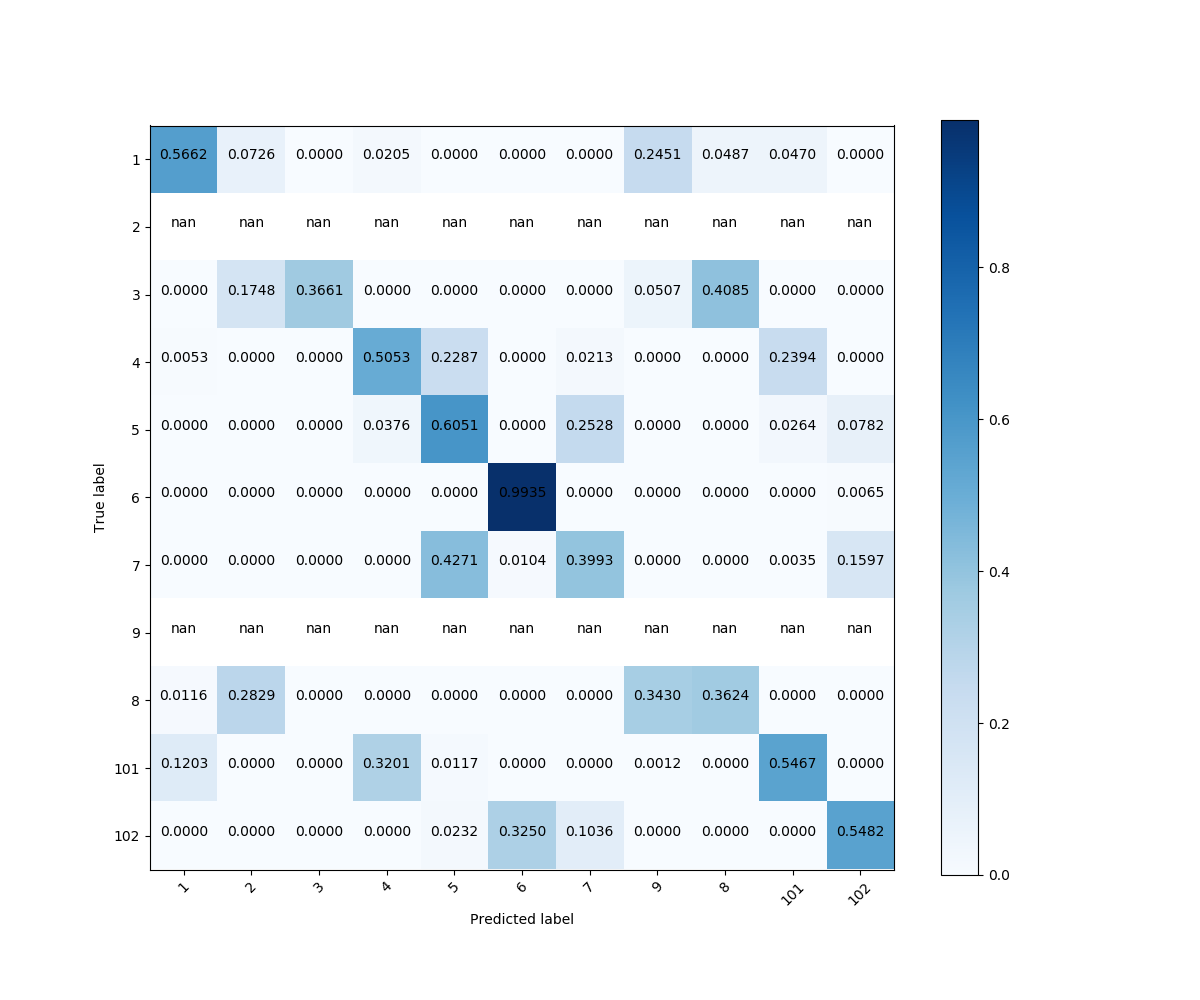 1 0.5662 0.0726 0.0000 0.0205 0.0000 0.0000 0.0000 0.2451 0.0487 0.0470 0.0000
2 nan nan nan nan nan nan nan nan nan nan nan
3 0.0000 0.1748 0.3661 0.0000 0.0000 0.0000 0.0000 0.0507 0.4085 0.0000 0.0000
4 0.0053 0.0000 0.0000 0.5053 0.2287 0.0000 0.0213 0.0000 0.0000 0.2394 0.0000
5 0.0000 0.0000 0.0000 0.0376 0.6051 0.0000 0.2528 0.0000 0.0000 0.0264 0.0782
6 0.0000 0.0000 0.0000 0.0000 0.0000 0.9935 0.0000 0.0000 0.0000 0.0000 0.0065
7 0.0000 0.0000 0.0000 0.0000 0.4271 0.0104 0.3993 0.0000 0.0000 0.0035 0.1597
9 nan nan nan nan nan nan nan nan nan nan nan
8 0.0116 0.2829 0.0000 0.0000 0.0000 0.0000 0.0000 0.3430 0.3624 0.0000 0.0000
101 0.1203 0.0000 0.0000 0.3201 0.0117 0.0000 0.0000 0.0012 0.0000 0.5467 0.0000
102 0.0000 0.0000 0.0000 0.0000 0.0232 0.3250 0.1036 0.0000 0.0000 0.0000 0.5482
1 2 3 4 5 6 7 9 8 101 102
Predicted label
True label
0.8
0.6
0.4
0.2
0.0